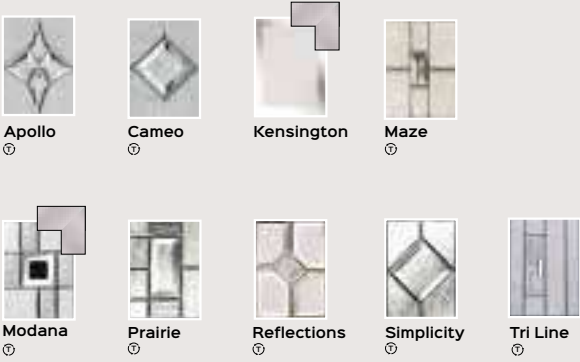 Apollo Cameo Kensington Maze
Ⓣ Ⓣ Ⓣ
Modana Prairie Reflections Simplicity Tri Line
Ⓣ Ⓣ Ⓣ Ⓣ Ⓣ